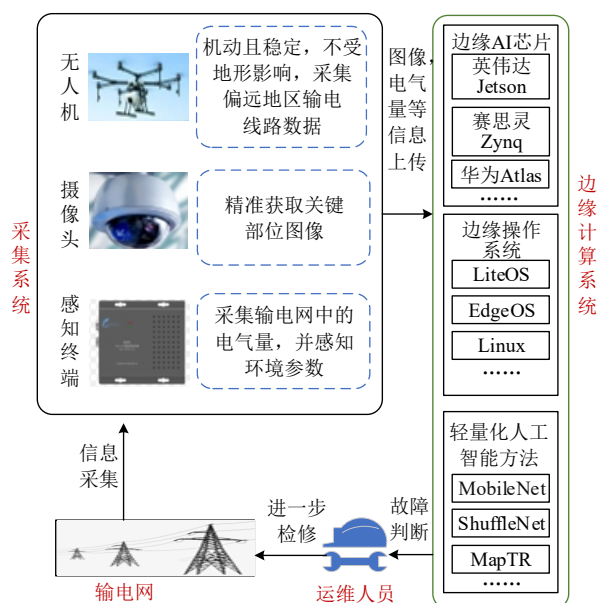 采集系统
无人机
机动且稳定，不受
地形影响，采集
偏远地区输电
线路数据
摄像头
精准获取关键
部位图像
感知终端
采集输电网中的
电气量，并感知
环境参数
图像，
电气
量等
信息
上传
边缘AI芯片
英伟达
Jetson
赛思灵
Zynq
华为Atlas
……
边缘操作
系统
LiteOS
EdgeOS
Linux
……
轻量化人工
智能方法
MobileNet
ShuffleNet
MapTR
……
边缘计算系统
信息
采集
进一步
检修
故障
判断
输电网
运维人员